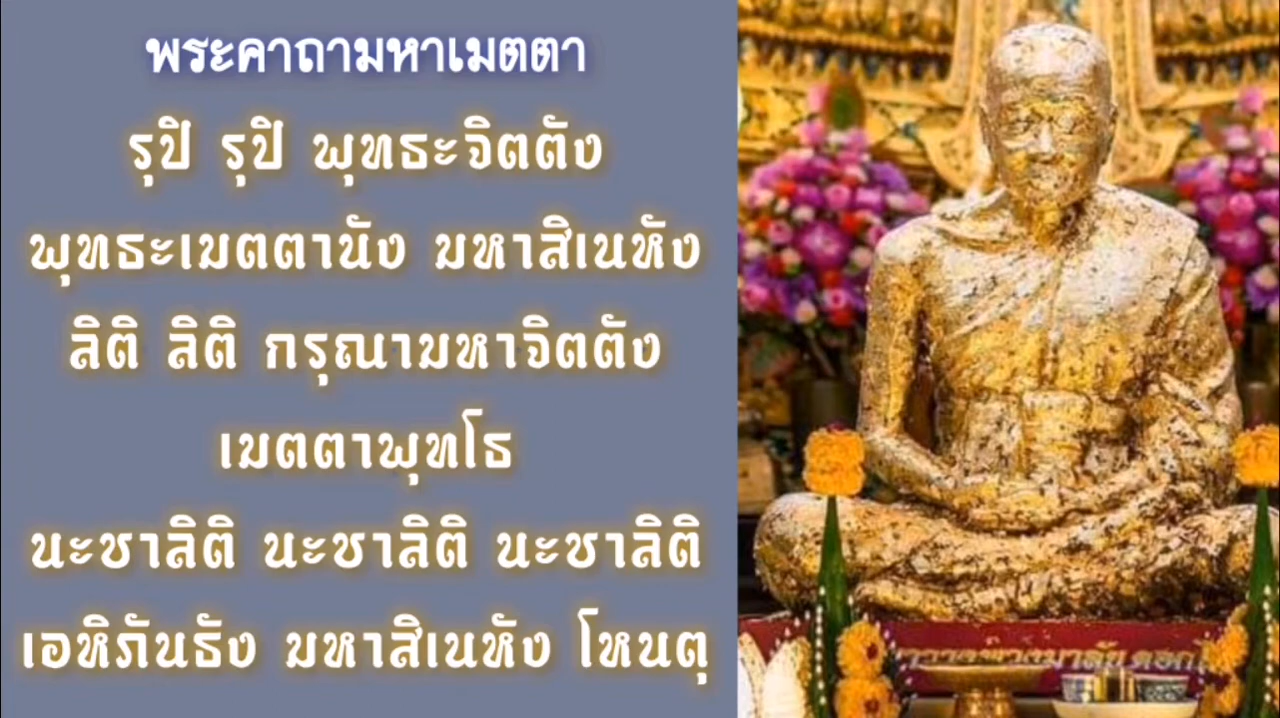 พระคาถามหาเมตตา
รุปิ รุปิ พุทธะจิตตัง
พุทธะเมตตานัง มหาสิเนหัง
ลิติ ลิติ กรุณามหาจิตตัง
เมตตาพุทโธ
นะชาลิติ นะชาลิติ นะชาลิติ
เอหิภันธัง มหาสิเนหัง โหนตุ